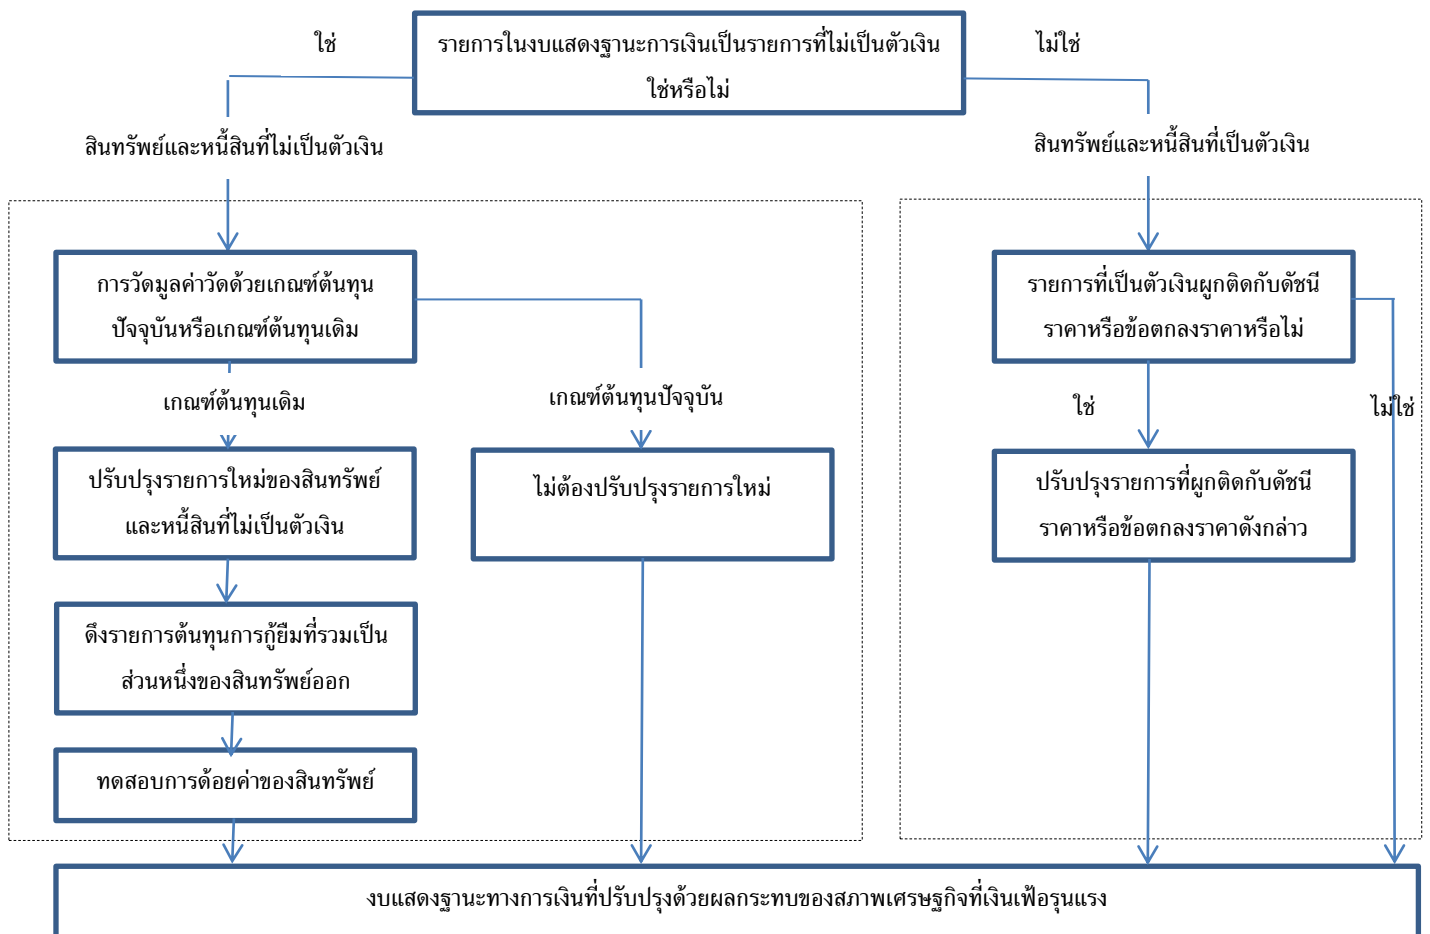 ใช่
รายการในงบแสดงฐานะการเงินเป็นรายการที่ไม่เป็นตัวเงิน
ใช่หรือไม่
ไม่ใช่
สินทรัพย์และหนี้สินที่ไม่เป็นตัวเงิน
สินทรัพย์และหนี้สินที่เป็นตัวเงิน
การวัดมูลค่าวัดด้วยเกณฑ์ต้นทุน
ปัจจุบันหรือเกณฑ์ต้นทุนเดิม
รายการที่เป็นตัวเงินผูกติดกับดัชนี
ราคาหรือข้อตกลงราคาหรือไม่
เกณฑ์ต้นทุนเดิม
เกณฑ์ต้นทุนปัจจุบัน
ใช่
ไม่ใช่
ปรับปรุงรายการใหม่ของสินทรัพย์
และหนี้สินที่ไม่เป็นตัวเงิน
ไม่ต้องปรับปรุงรายการใหม่
ปรับปรุงรายการที่ผูกติดกับดัชนี
ราคาหรือข้อตกลงราคาดังกล่าว
ดึงรายการต้นทุนการกู้ยืมที่รวมเป็น
ส่วนหนึ่งของสินทรัพย์ออก
ทดสอบการด้อยค่าของสินทรัพย์
งบแสดงฐานะทางการเงินที่ปรับปรุงด้วยผลกระทบของสภาพเศรษฐกิจที่เงินเฟ้อรุนแรง